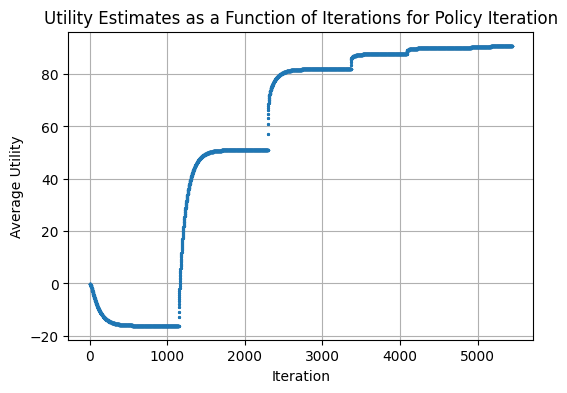 Utility Estimates as a Function of Iterations for Policy Iteration
Average Utility
80
60
40
20
0
−20
0 1000 2000 3000 4000 5000
Iteration